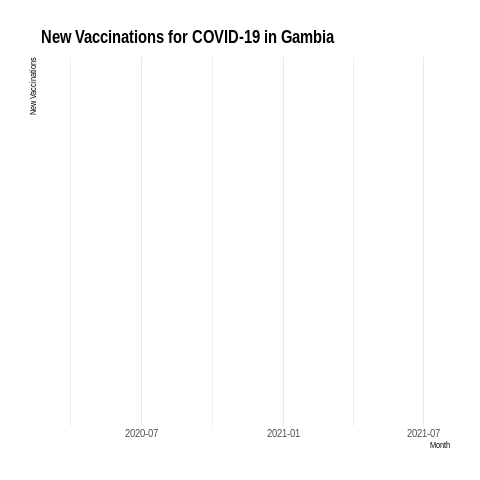 New Vaccinations for COVID-19 in Gambia
New Vaccinations
2020-07
2021-01
2021-07
Month